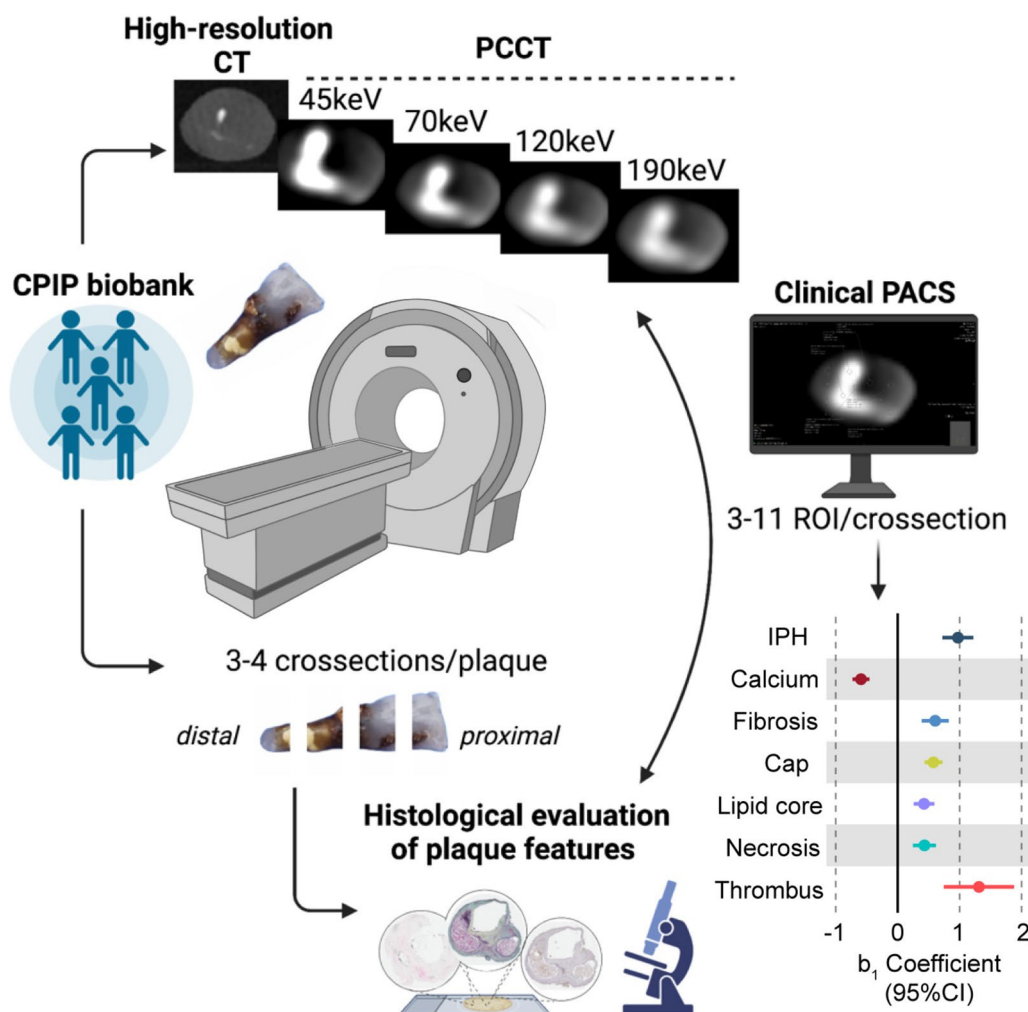 High-resolution
CT
PCCT
45keV
70keV
120keV
190keV
CPIP biobank
Clinical PACS
3-11 ROI/crossection
3-4 crossections/plaque
distal
proximal
Histological evaluation
of plaque features
IPH
Calcium
Fibrosis
Cap
Lipid core
Necrosis
Thrombus
-1 0 1 2
b₁ Coefficient
(95%CI)